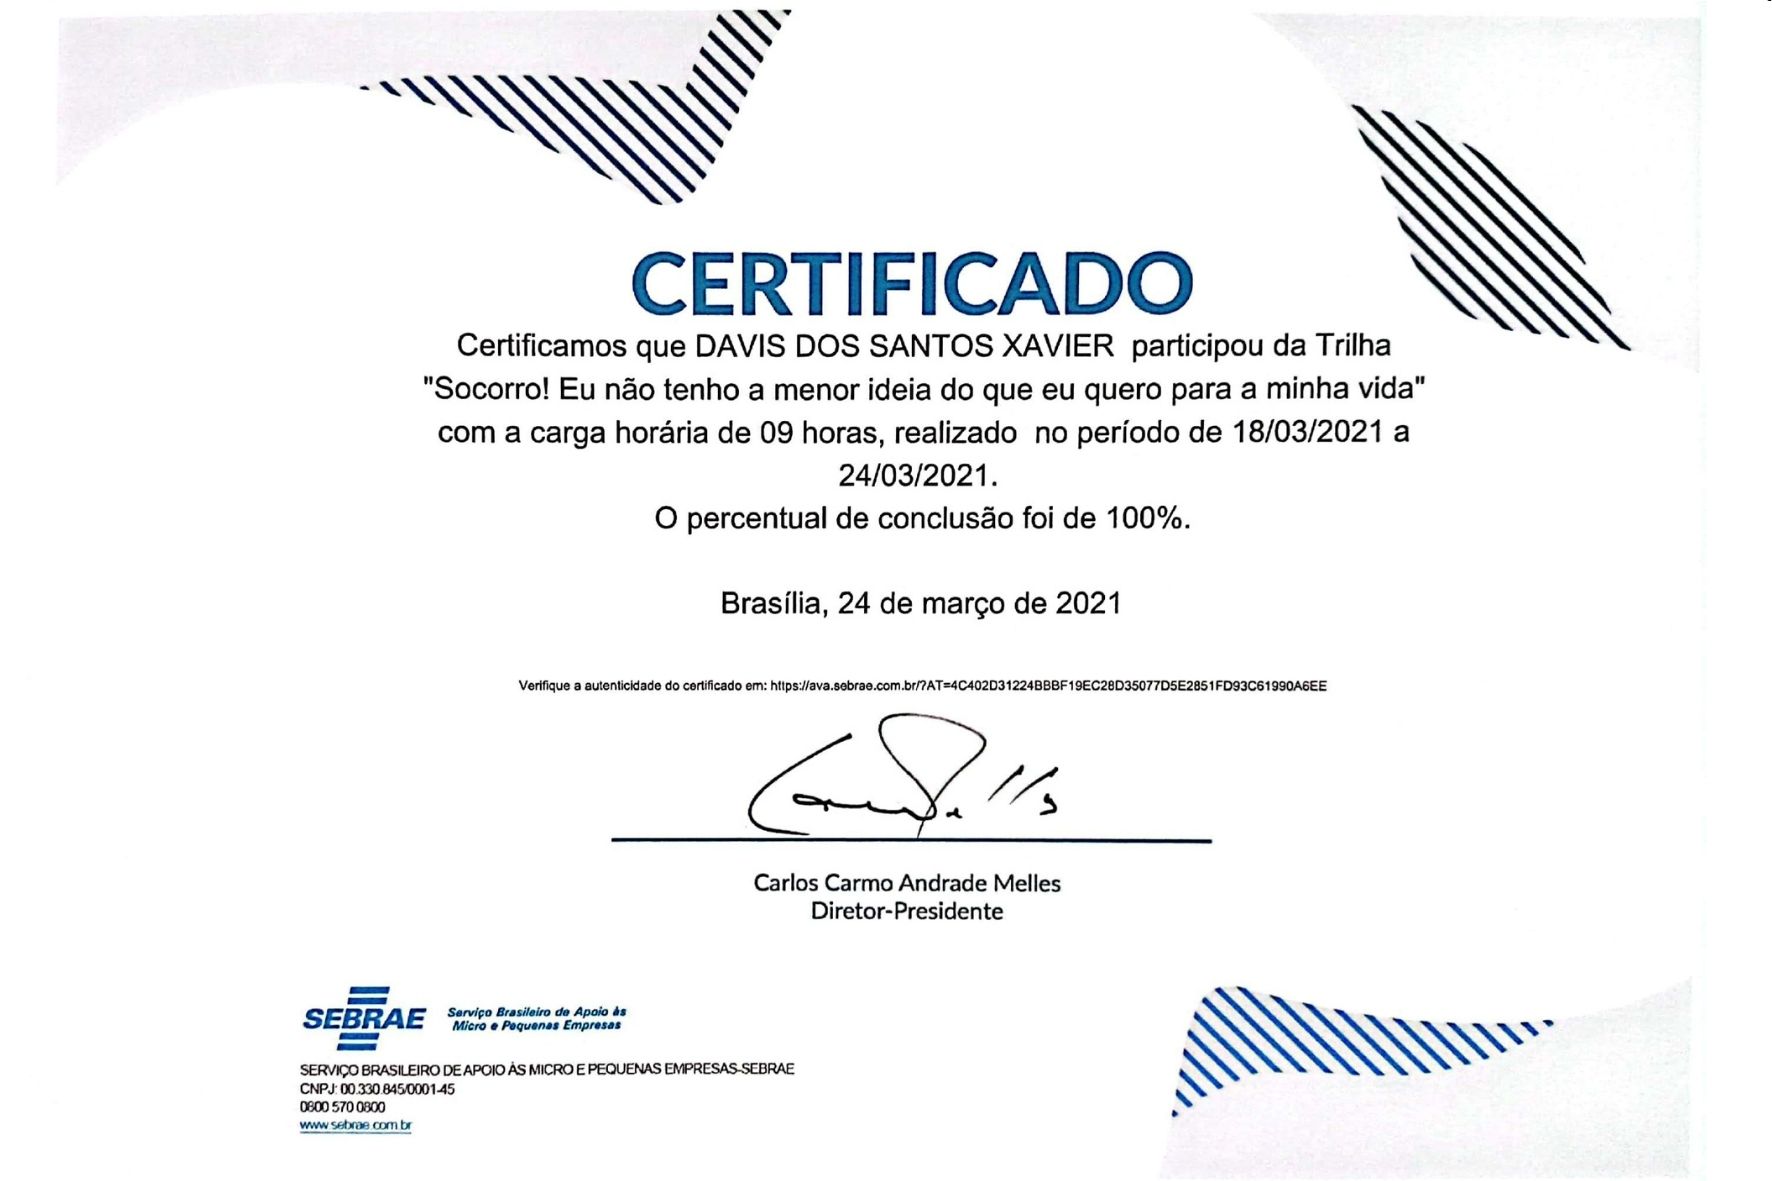 CERTIFICADO
Certificamos que DAVIS DOS SANTOS XAVIER participou da Trilha
"Socorro! Eu não tenho a menor ideia do que eu quero para a minha vida"
com a carga horária de 09 horas, realizado no período de 18/03/2021 a
24/03/2021.
O percentual de conclusão foi de 100%.
Brasília, 24 de março de 2021
Verifique a autenticidade do certificado em: https://ava.sebrae.com.br/?AT=4C402D31224BBBF19EC28D35077D5E2851FD93C61990A6EE
Carlos Carmo Andrade Melles
Diretor-Presidente
SEBRAE
Serviço Brasileiro de Apoio às
Micro e Pequenas Empresas
SERVIÇO BRASILEIRO DE APOIO ÀS MICRO E PEQUENAS EMPRESAS-SEBRAE
CNPJ: 00.330.845/0001-45
0800 570 0800
www.sebrae.com.br